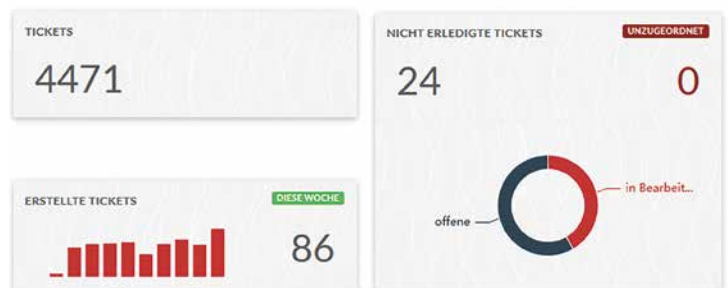 TICKETS
4471
NICHT ERLEDIGTE TICKETS UNZUGEORDNET
24 0
in Bearbeit...
offene
ERSTELLTE TICKETS DIESE WOCHE
86